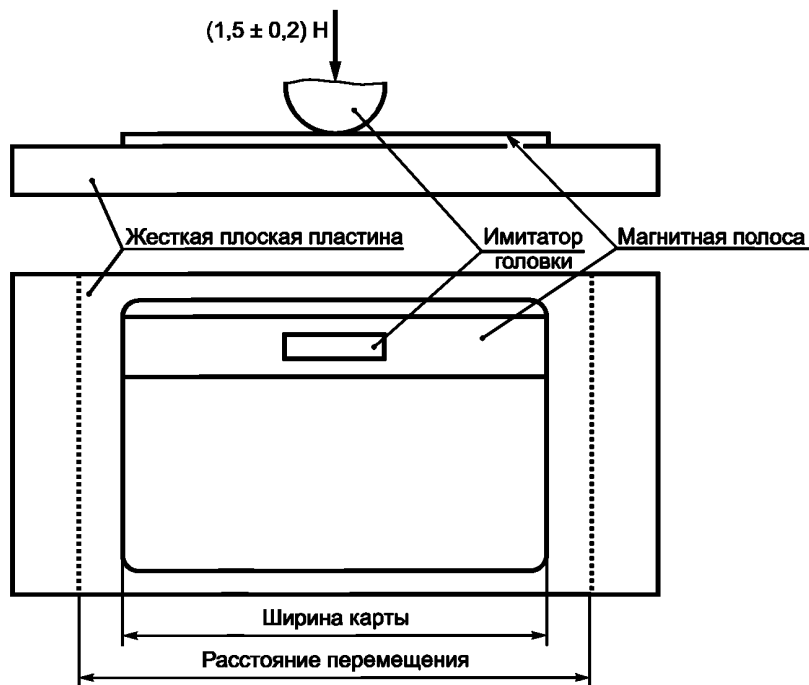 (1,5 ± 0,2) Н
Жесткая плоская пластина
Имитатор
головки
Магнитная полоса
Ширина карты
Расстояние перемещения